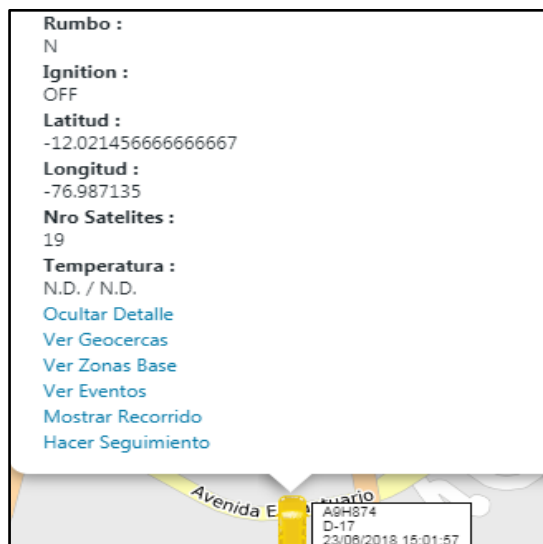 Rumbo :
N
Ignition :
OFF
Latitud :
-12.021456666666667
Longitud :
-76.987135
Nro Satelites :
19
Temperatura :
N.D. / N.D.
Ocultar Detalle
Ver Geocercas
Ver Zonas Base
Ver Eventos
Mostrar Recorrido
Hacer Seguimiento
Avenida
A9H874
D-17
23/06/2018 15:01:57